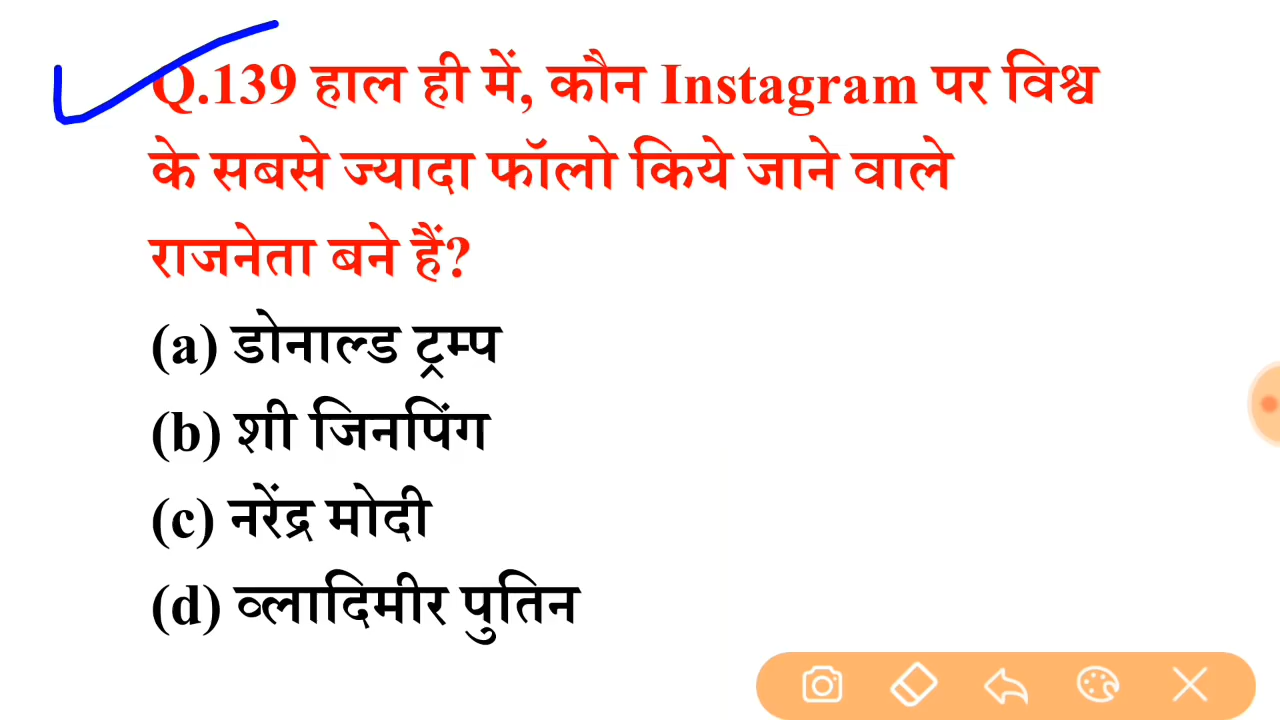 Q.139 हाल ही में, कौन Instagram पर विश्व
के सबसे ज्यादा फॉलो किये जाने वाले
राजनेता बने हैं?
(a) डोनाल्ड ट्रम्प
(b) शी जिनपिंग
(c) नरेंद्र मोदी
(d) व्लादिमीर पुतिन